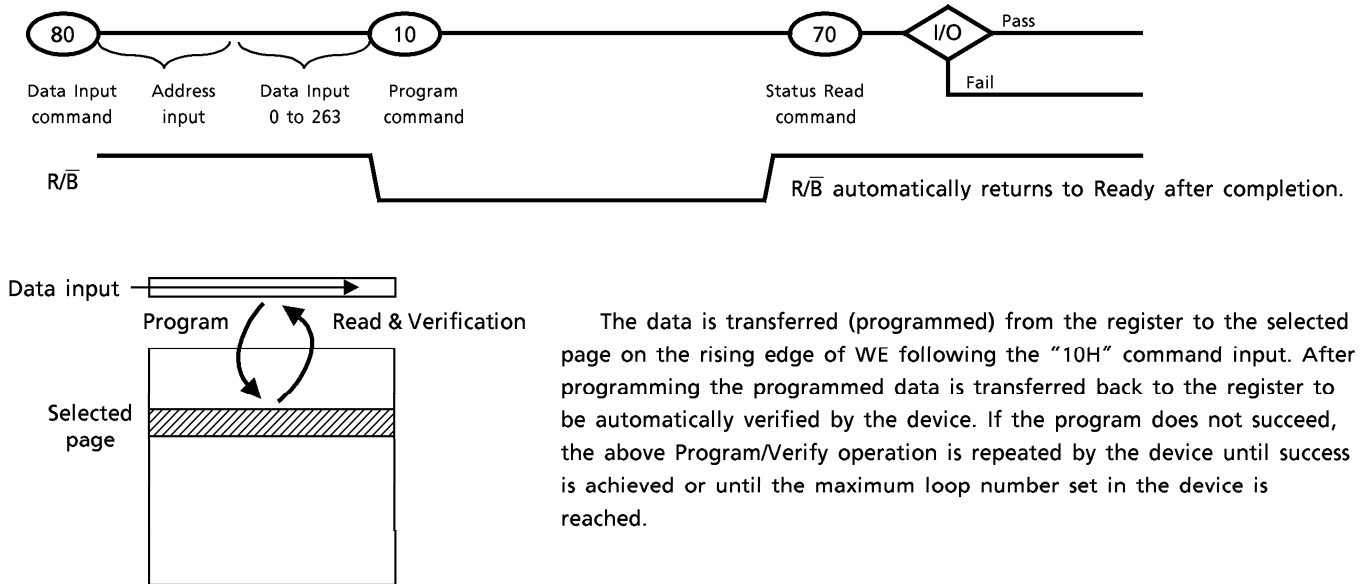 80
10
70
I/O
Pass
Fail
Data Input
command
Address
input
Data Input
0 to 263
Program
command
Status Read
command
R/B̅
R/B̅ automatically returns to Ready after completion.
Data input
Program
Read & Verification
Selected
page
The data is transferred (programmed) from the register to the selected
page on the rising edge of WE following the “10H” command input. After
programming the programmed data is transferred back to the register to
be automatically verified by the device. If the program does not succeed,
the above Program/Verify operation is repeated by the device until success
is achieved or until the maximum loop number set in the device is
reached.